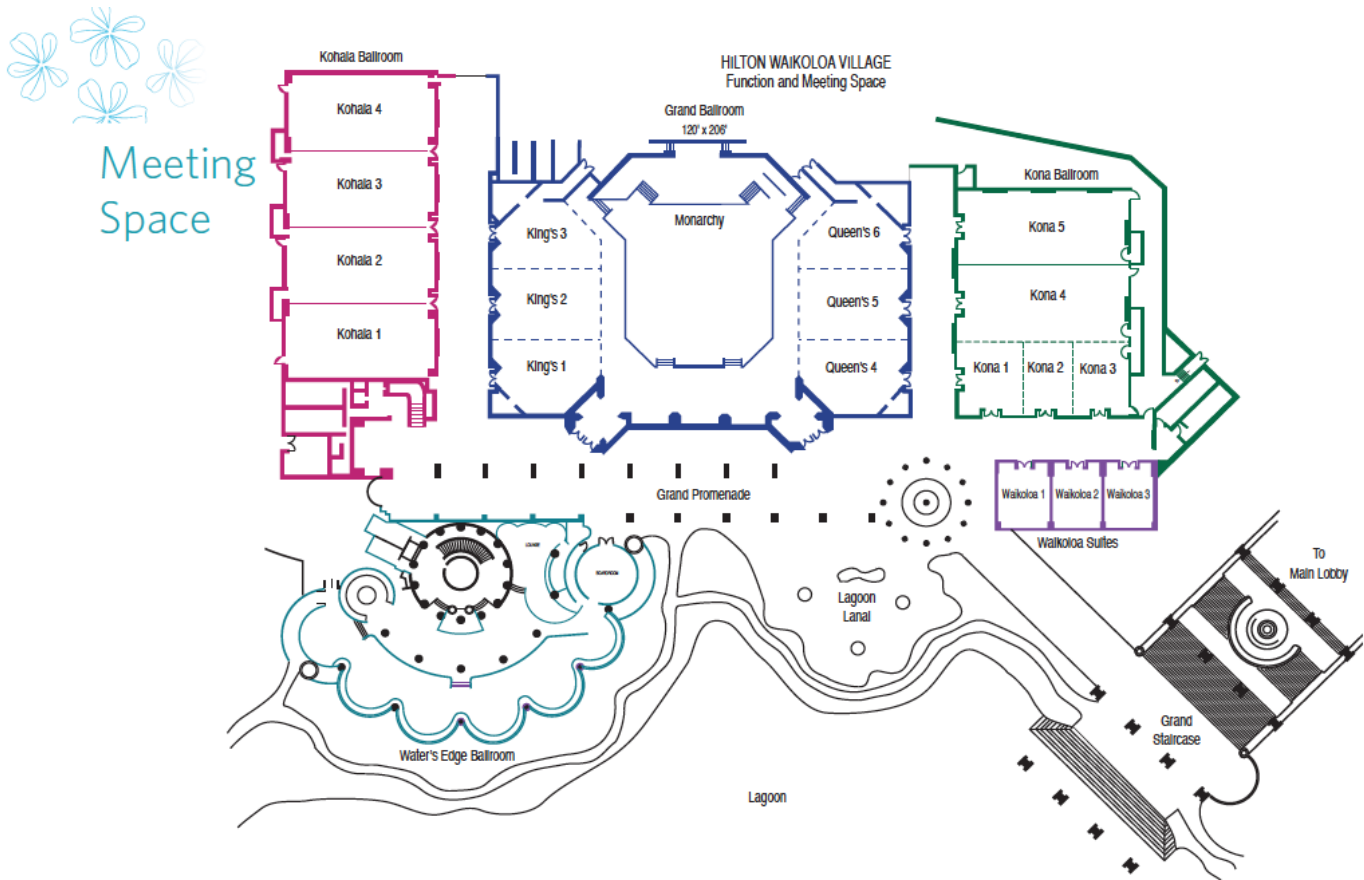 Meeting
Space
HILTON WAIKOLOA VILLAGE
Function and Meeting Space
Kohala Ballroom
Kohala 4
Kohala 3
Kohala 2
Kohala 1
Grand Ballroom
120' x 206'
Monarchy
King's 3
King's 2
King's 1
Queen's 6
Queen's 5
Queen's 4
Kona Ballroom
Kona 5
Kona 4
Kona 1
Kona 2
Kona 3
Grand Promenade
Waikoloa 1
Waikoloa 2
Waikoloa 3
Waikoloa Suites
LOUNGE
BOARDROOM
Water's Edge Ballroom
Lagoon
Lanai
Lagoon
To
Main Lobby
Grand
Staircase